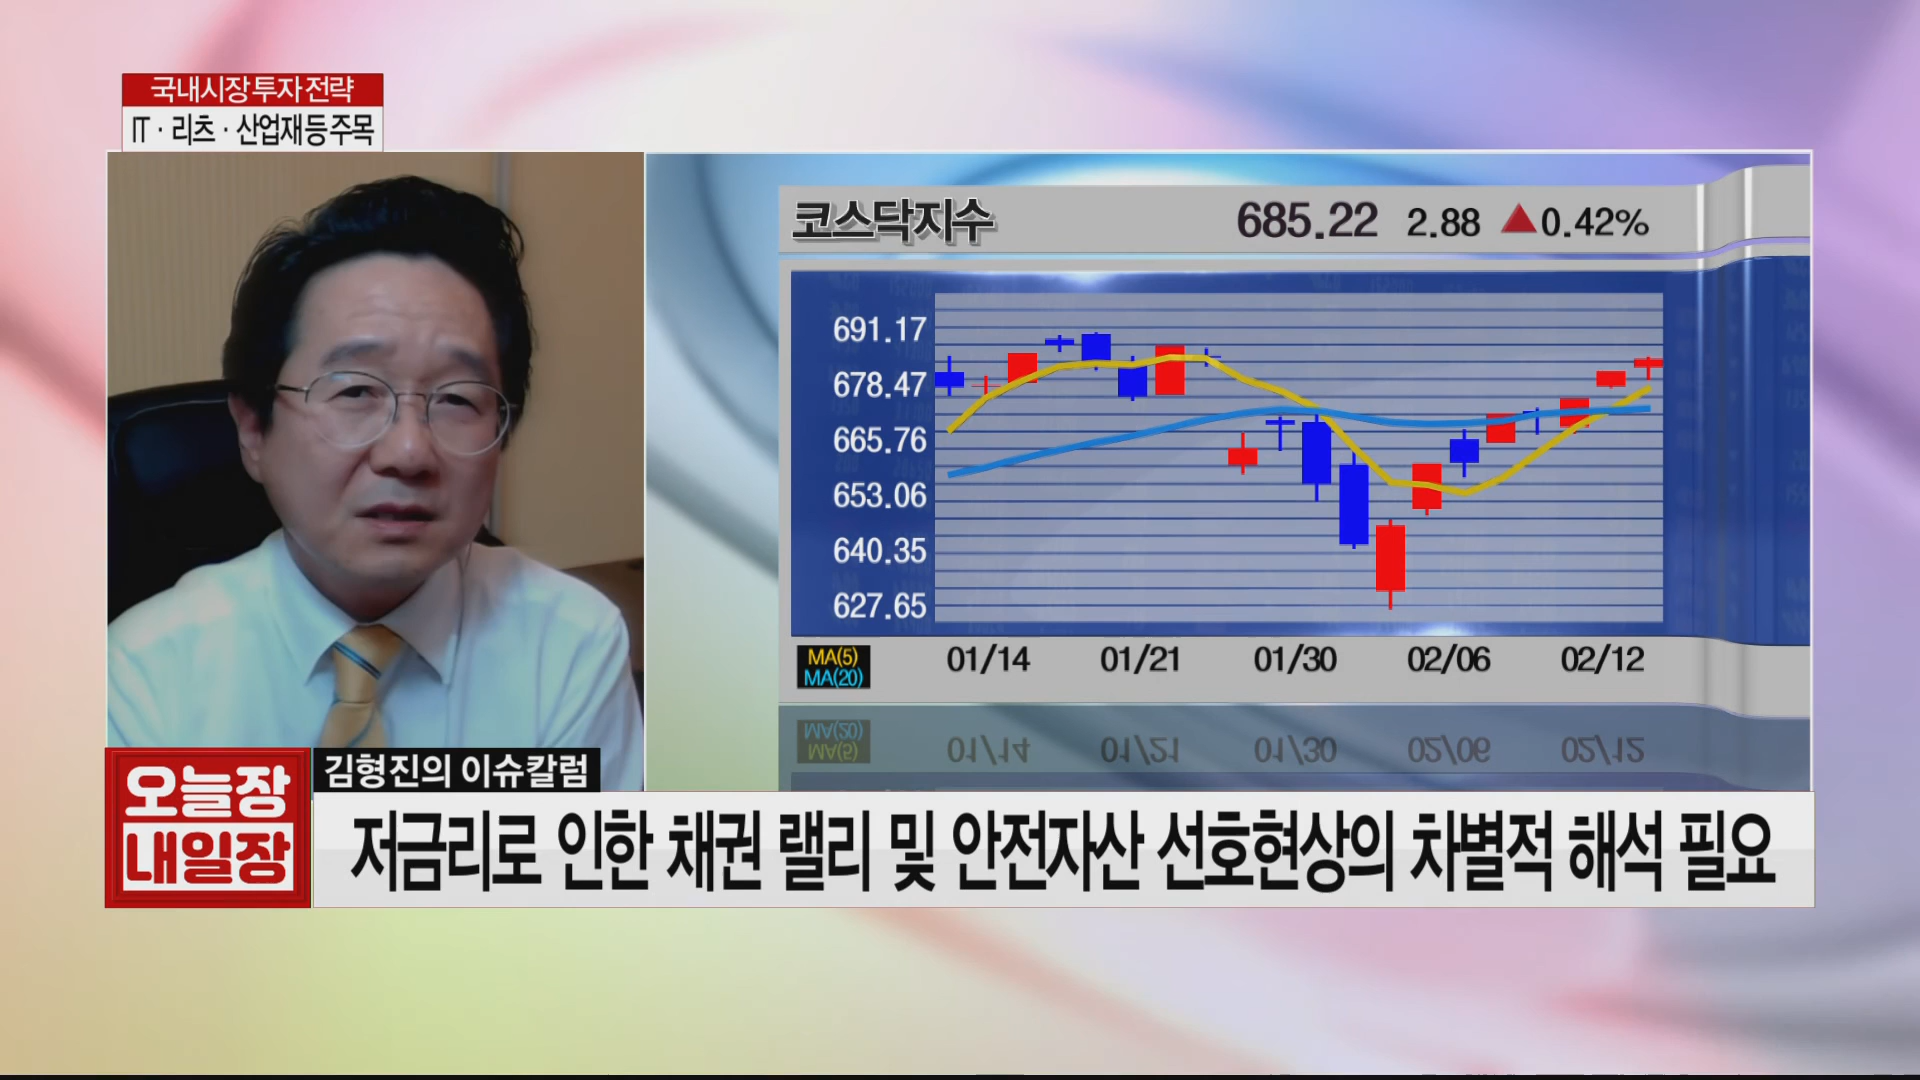 국내시장 투자 전략
IT · 리츠 · 산업재 등 주목
코스닥지수 685.22 2.88 ▲0.42%
691.17
678.47
665.76
653.06
640.35
627.65
MA(5)
MA(20)
01/14 01/21 01/30 02/06 02/12
오늘장
내일장
김형진의 이슈칼럼
저금리로 인한 채권 랠리 및 안전자산 선호현상의 차별적 해석 필요